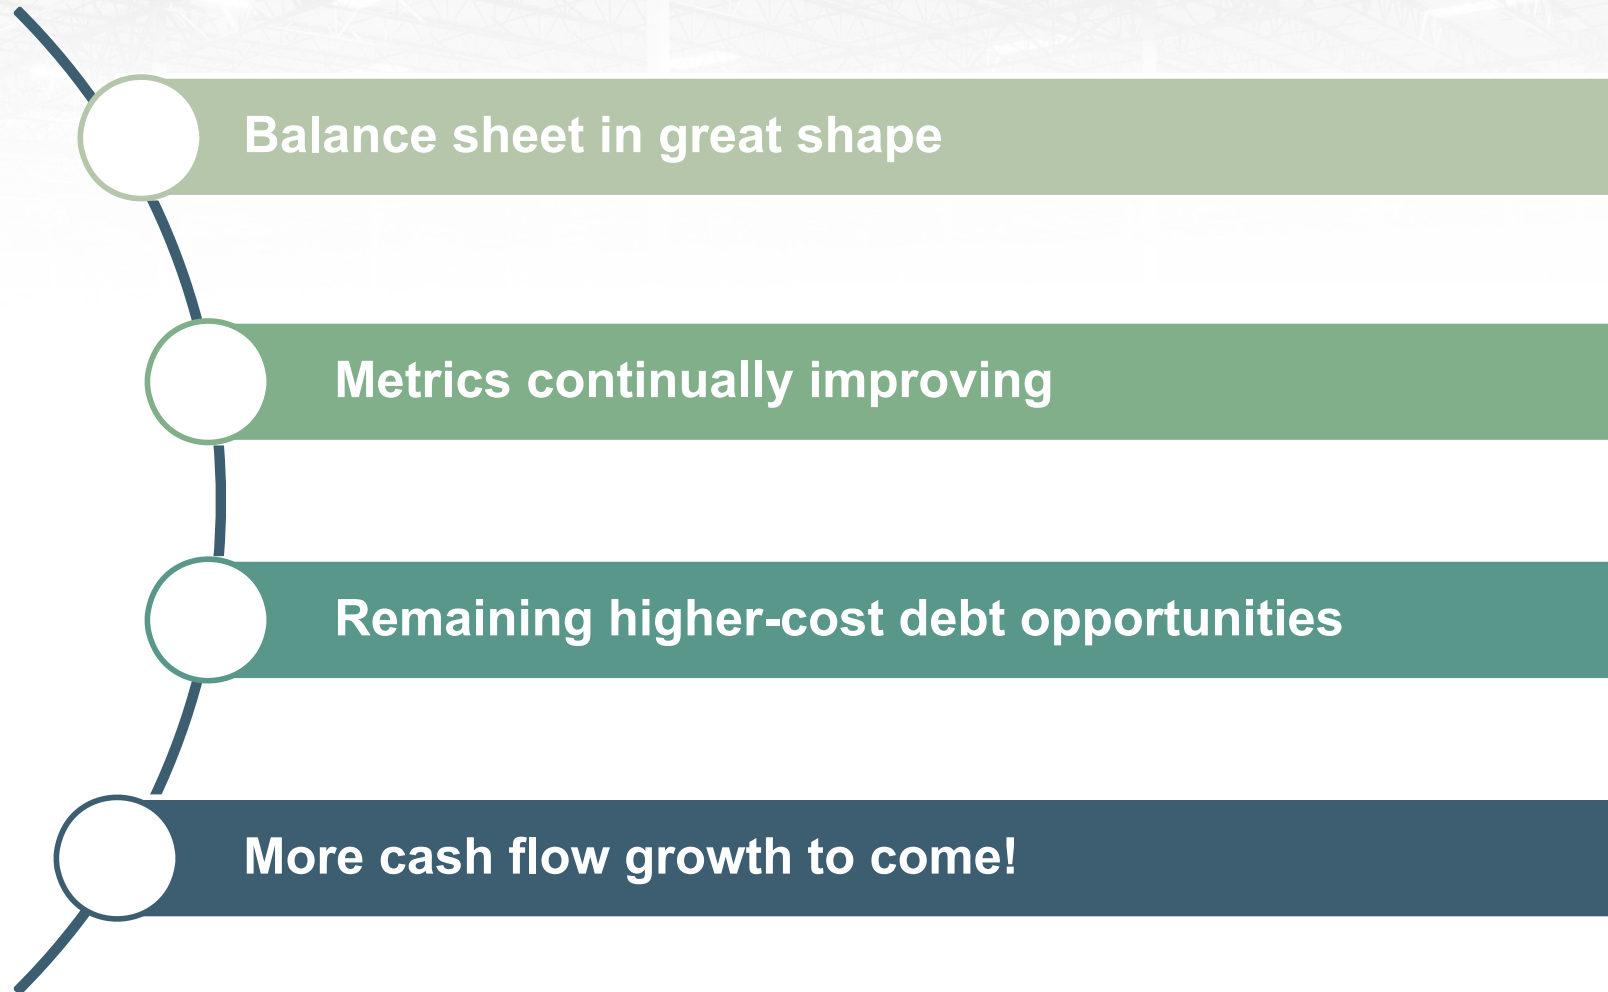 Balance sheet in great shape
Metrics continually improving
Remaining higher-cost debt opportunities
More cash flow growth to come!